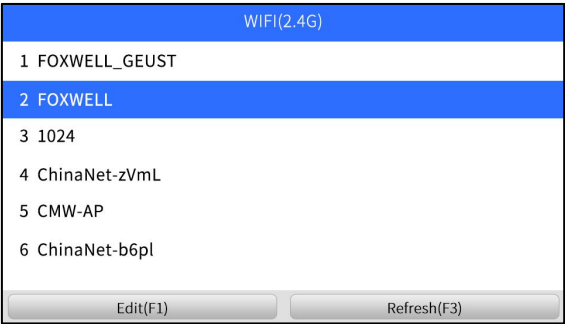 WIFI(2.4G)
1 FOXWELL_GEUST
2 FOXWELL
3 1024
4 ChinaNet-zVmL
5 CMW-AP
6 ChinaNet-b6pl
Edit(F1)
Refresh(F3)